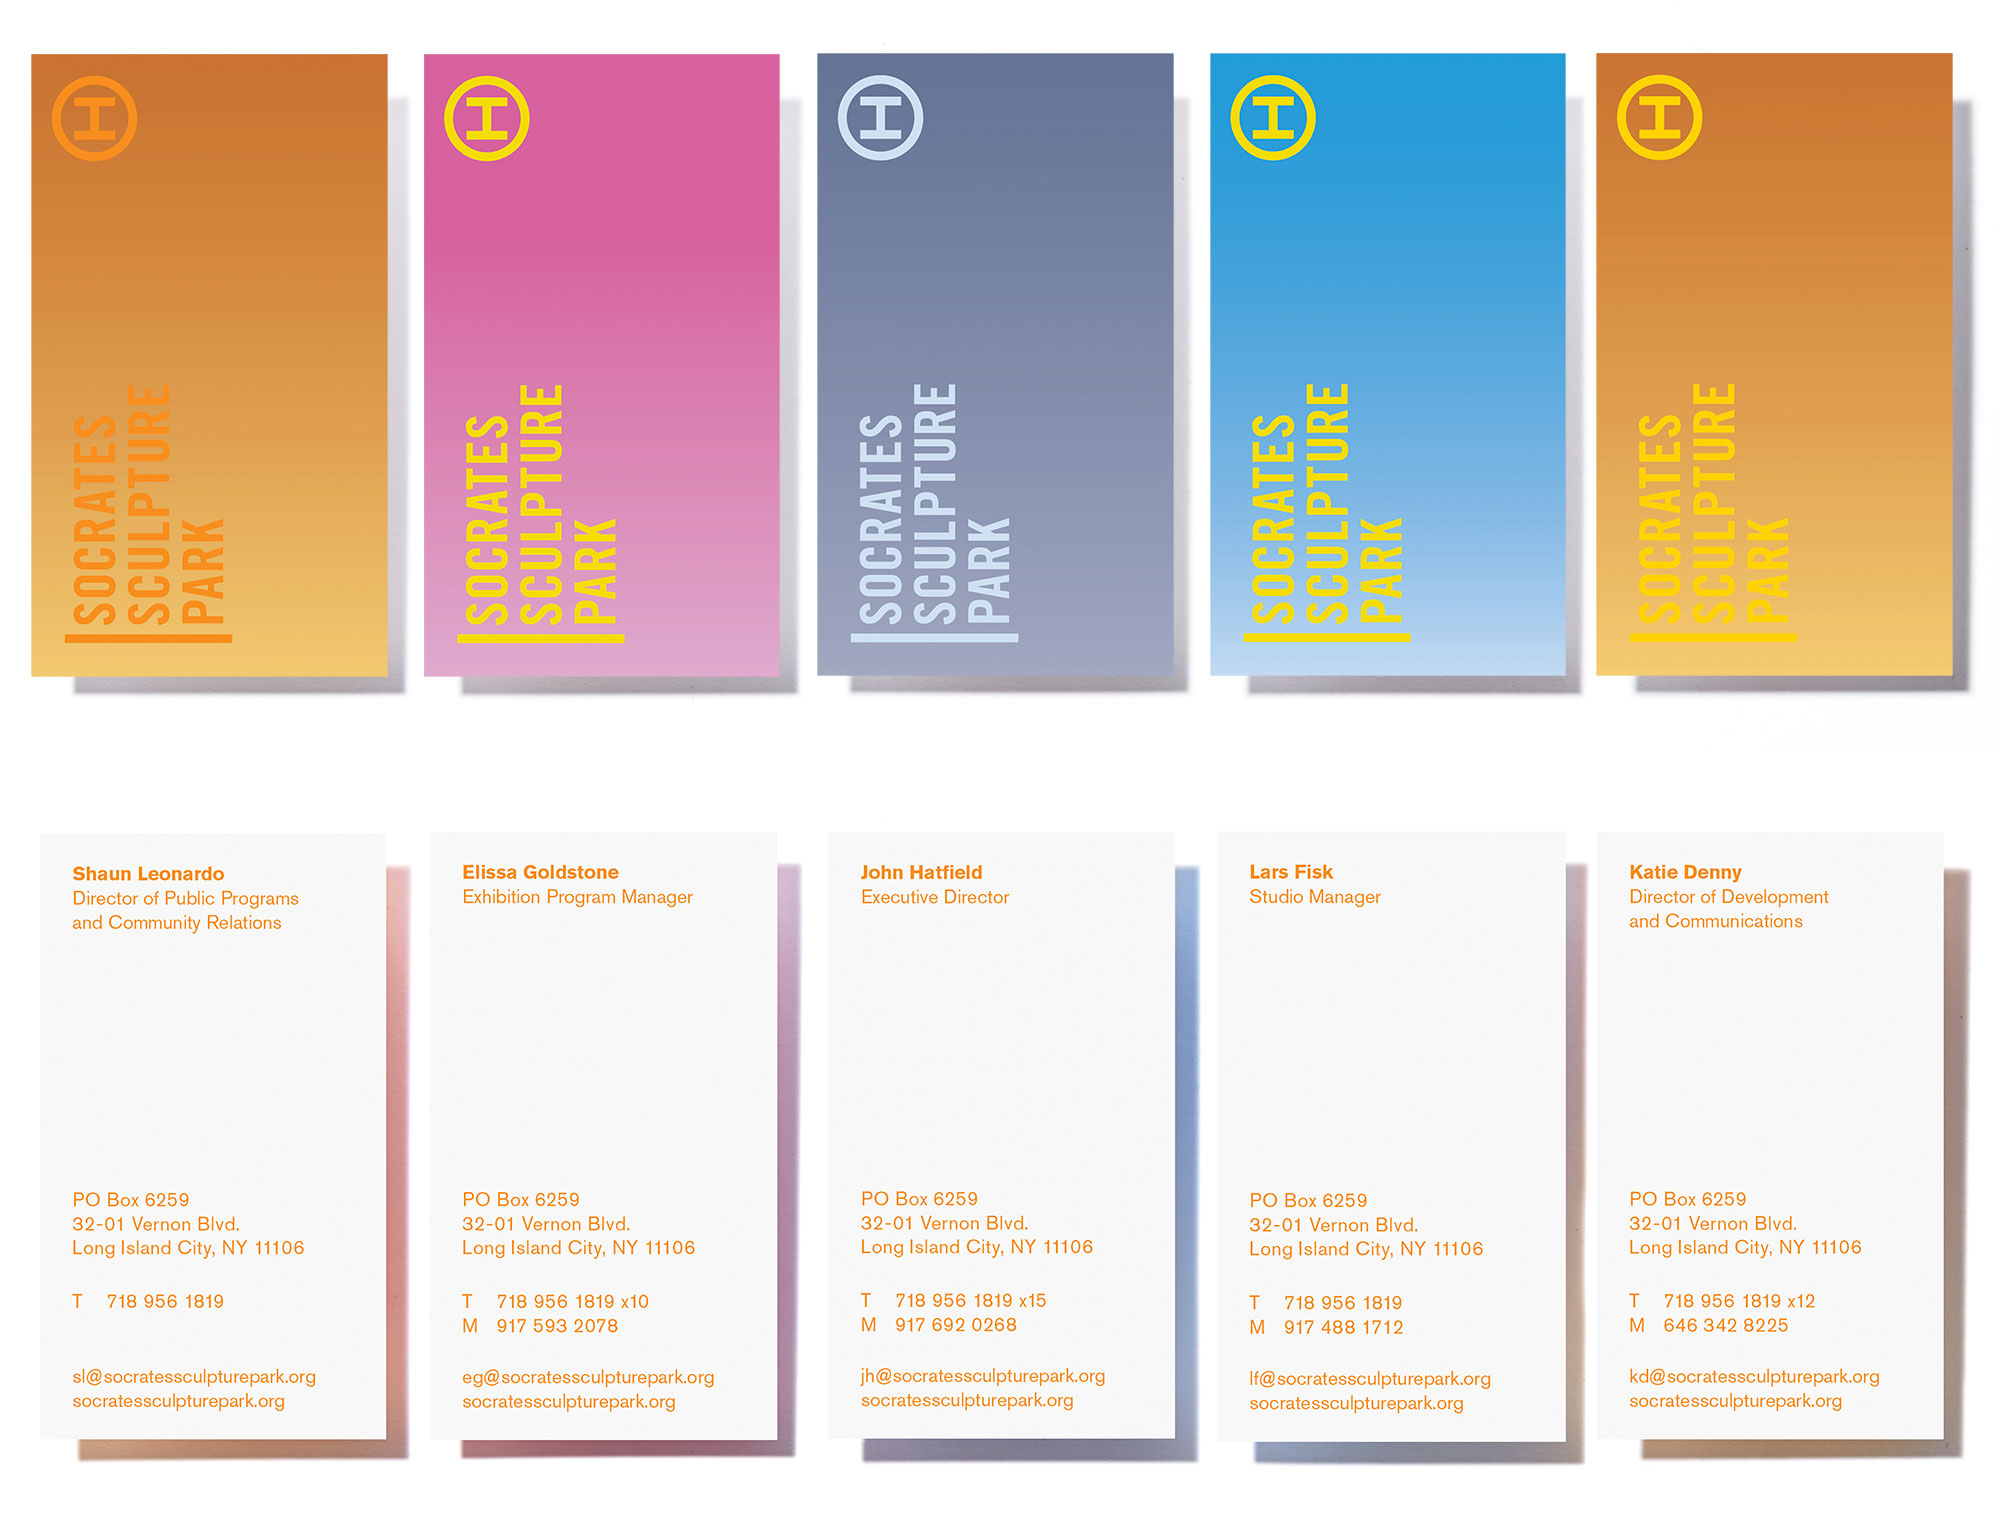 SOCRATES
SCULPTURE
PARK
SOCRATES
SCULPTURE
PARK
SOCRATES
SCULPTURE
PARK
SOCRATES
SCULPTURE
PARK
SOCRATES
SCULPTURE
PARK
Shaun Leonardo
Director of Public Programs
and Community Relations
PO Box 6259
32-01 Vernon Blvd.
Long Island City, NY 11106
T 718 956 1819
sl@socratessculpturepark.org
socratessculpturepark.org
Elissa Goldstone
Exhibition Program Manager
PO Box 6259
32-01 Vernon Blvd.
Long Island City, NY 11106
T 718 956 1819 x10
M 917 593 2078
eg@socratessculpturepark.org
socratessculpturepark.org
John Hatfield
Executive Director
PO Box 6259
32-01 Vernon Blvd.
Long Island City, NY 11106
T 718 956 1819 x15
M 917 692 0268
jh@socratessculpturepark.org
socratessculpturepark.org
Lars Fisk
Studio Manager
PO Box 6259
32-01 Vernon Blvd.
Long Island City, NY 11106
T 718 956 1819
M 917 488 1712
lf@socratessculpturepark.org
socratessculpturepark.org
Katie Denny
Director of Development
and Communications
PO Box 6259
32-01 Vernon Blvd.
Long Island City, NY 11106
T 718 956 1819 x12
M 646 342 8225
kd@socratessculpturepark.org
socratessculpturepark.org